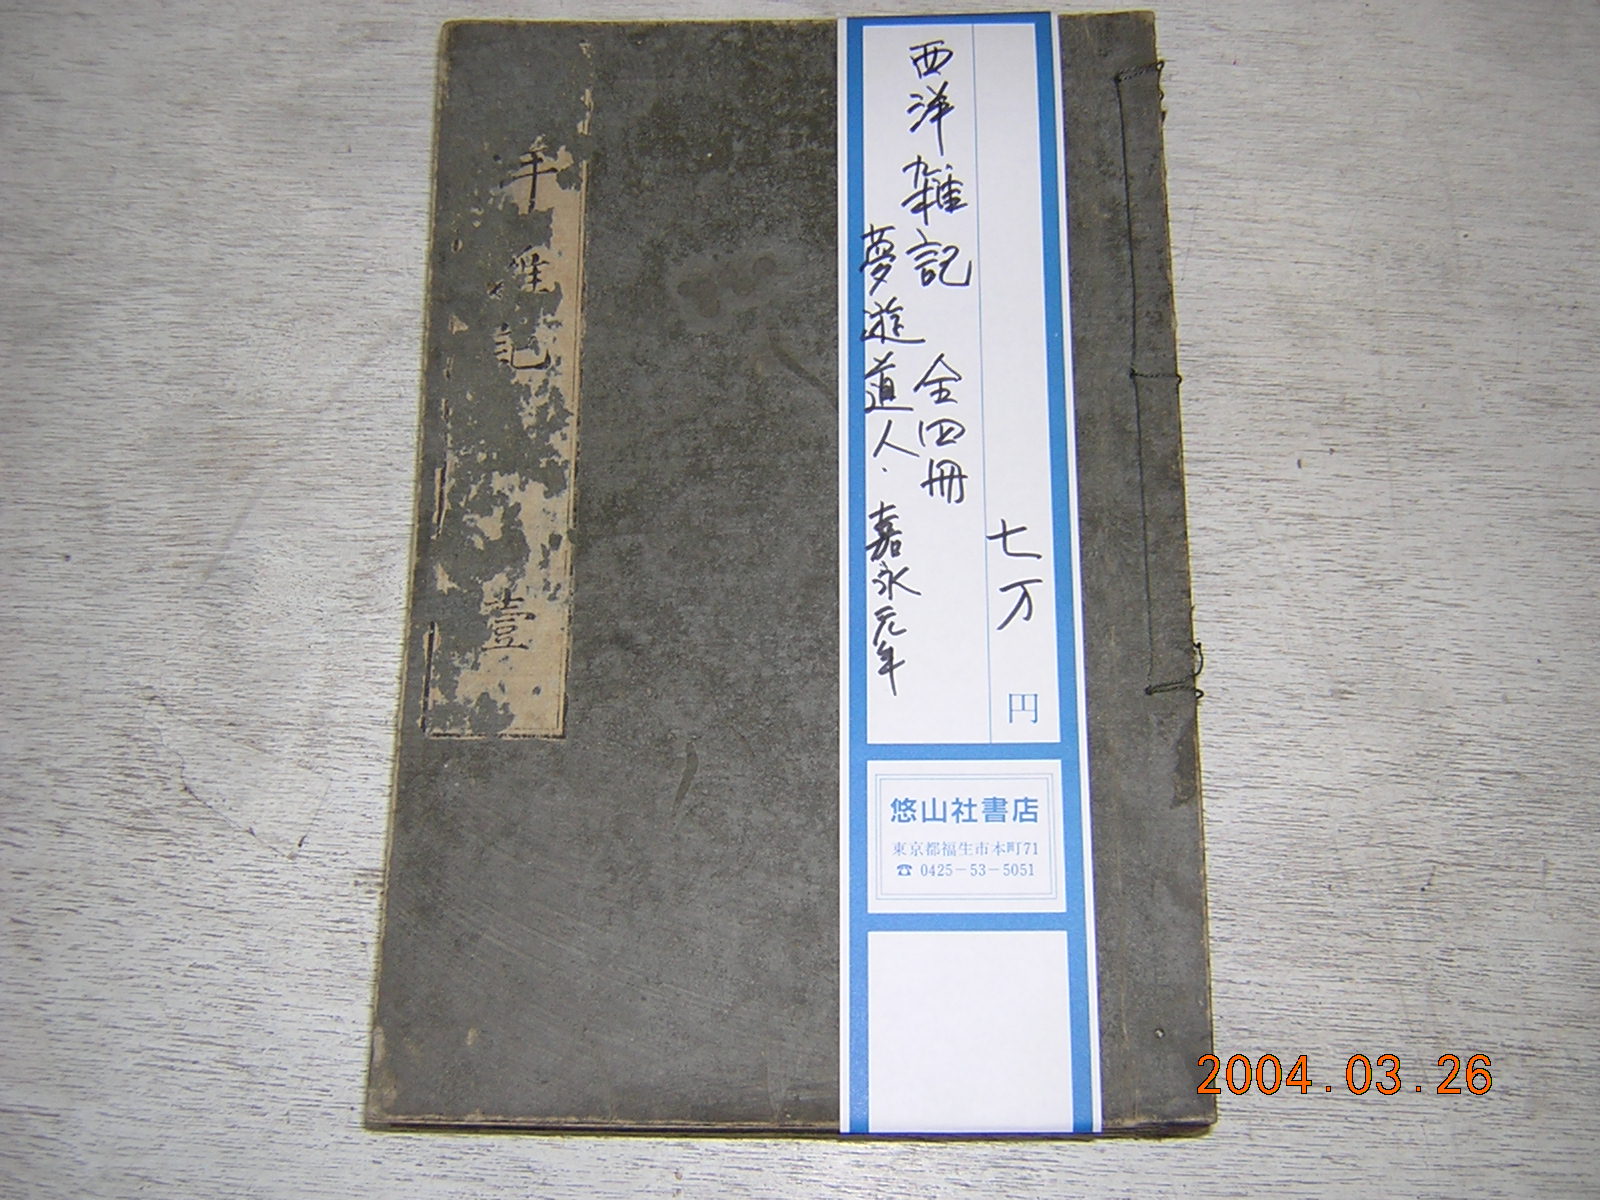 七万円
西洋雑記 全四冊
夢遊道人・嘉永元年
悠山社書店
東京都福生市本町71
☎ 0425-53-5051
記 壹
2004.03.26